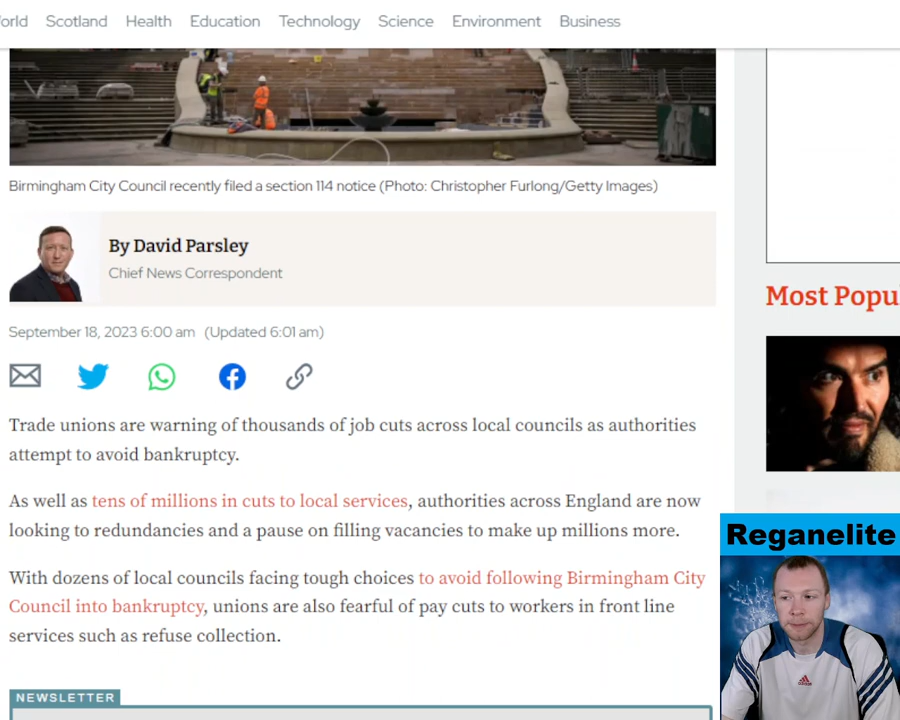 orld Scotland Health Education Technology Science Environment Business
Birmingham City Council recently filed a section 114 notice (Photo: Christopher Furlong/Getty Images)
By David Parsley
Chief News Correspondent
September 18, 2023 6:00 am (Updated 6:01 am)
Trade unions are warning of thousands of job cuts across local councils as authorities
attempt to avoid bankruptcy.
As well as tens of millions in cuts to local services, authorities across England are now
looking to redundancies and a pause on filling vacancies to make up millions more.
With dozens of local councils facing tough choices to avoid following Birmingham City
Council into bankruptcy, unions are also fearful of pay cuts to workers in front line
services such as refuse collection.
NEWSLETTER
Most Popu
Reganelite